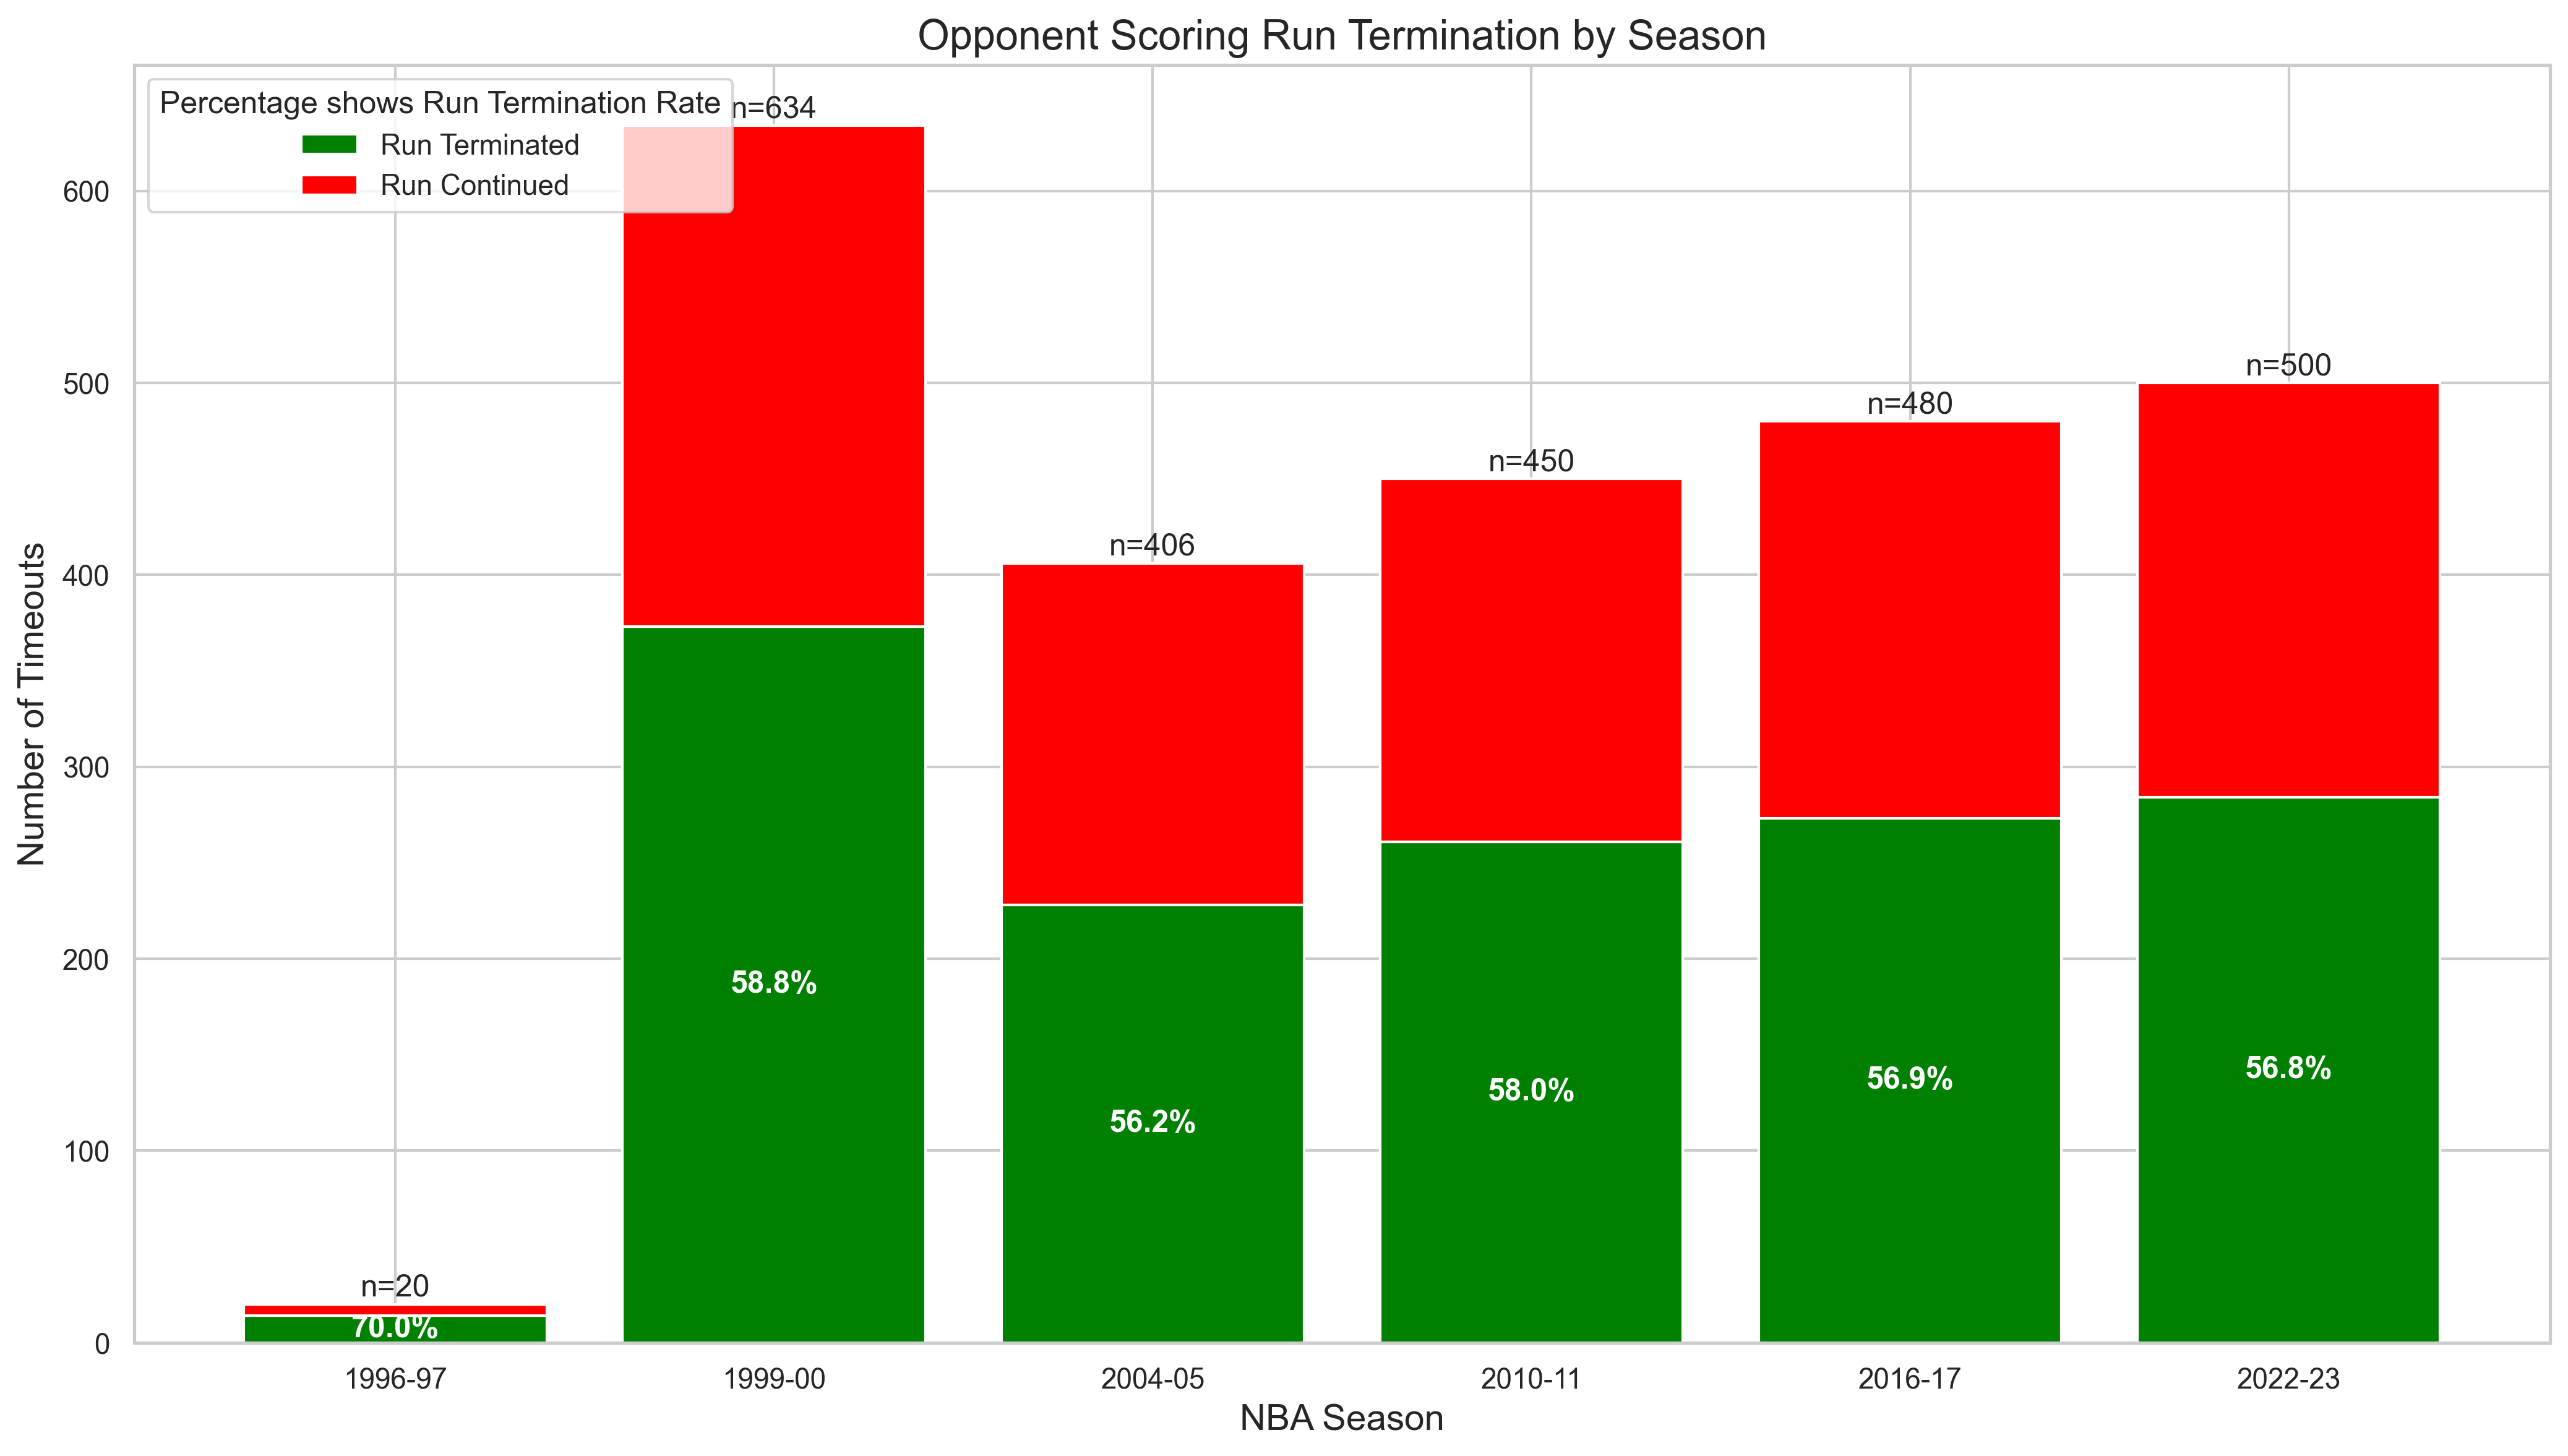 Opponent Scoring Run Termination by Season
Percentage shows Run Termination Rate
Run Terminated
Run Continued
Number of Timeouts
600
500
400
300
200
100
0
n=20
70.0%
n=634
58.8%
n=406
56.2%
n=450
58.0%
n=480
56.9%
n=500
56.8%
1996-97
1999-00
2004-05
2010-11
2016-17
2022-23
NBA Season